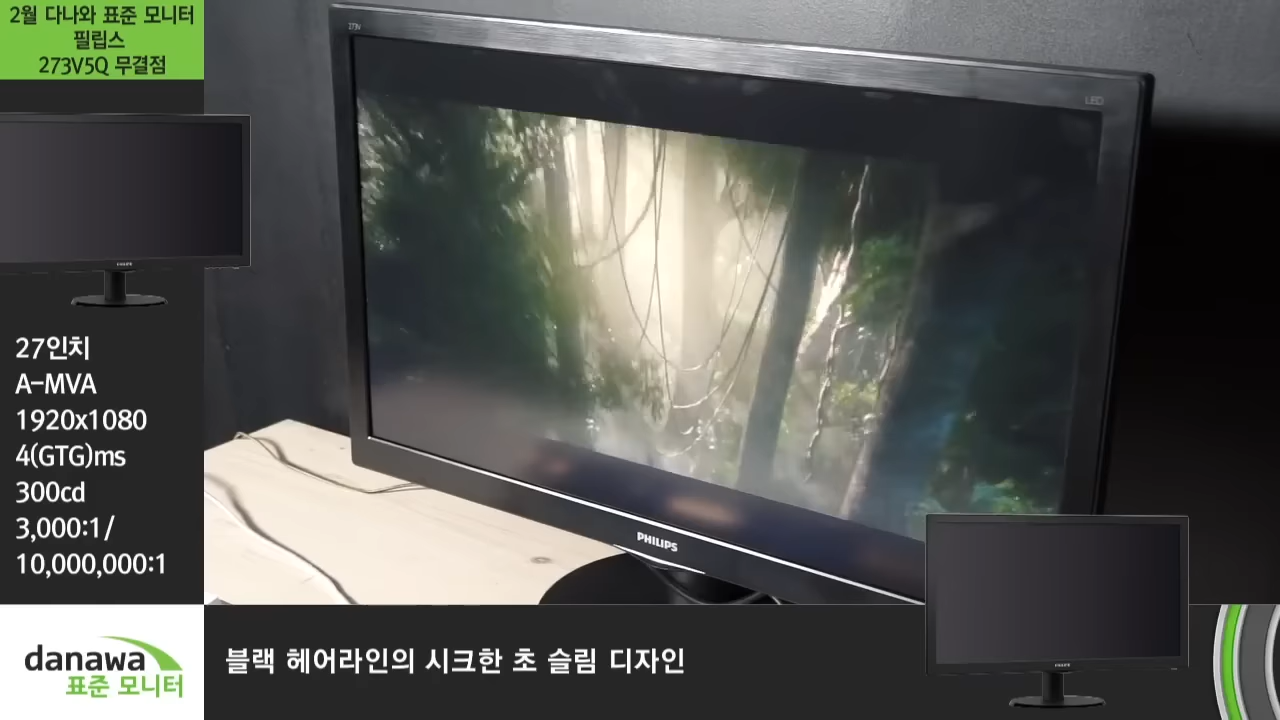 2월 다나와 표준 모니터
필립스
273V5Q 무결점
27인치
A-MVA
1920x1080
4(GTG)ms
300cd
3,000:1/
10,000,000:1
danawa
표준 모니터
273V
LED
PHILIPS
PHILIPS
PHILIPS
블랙 헤어라인의 시크한 초 슬림 디자인